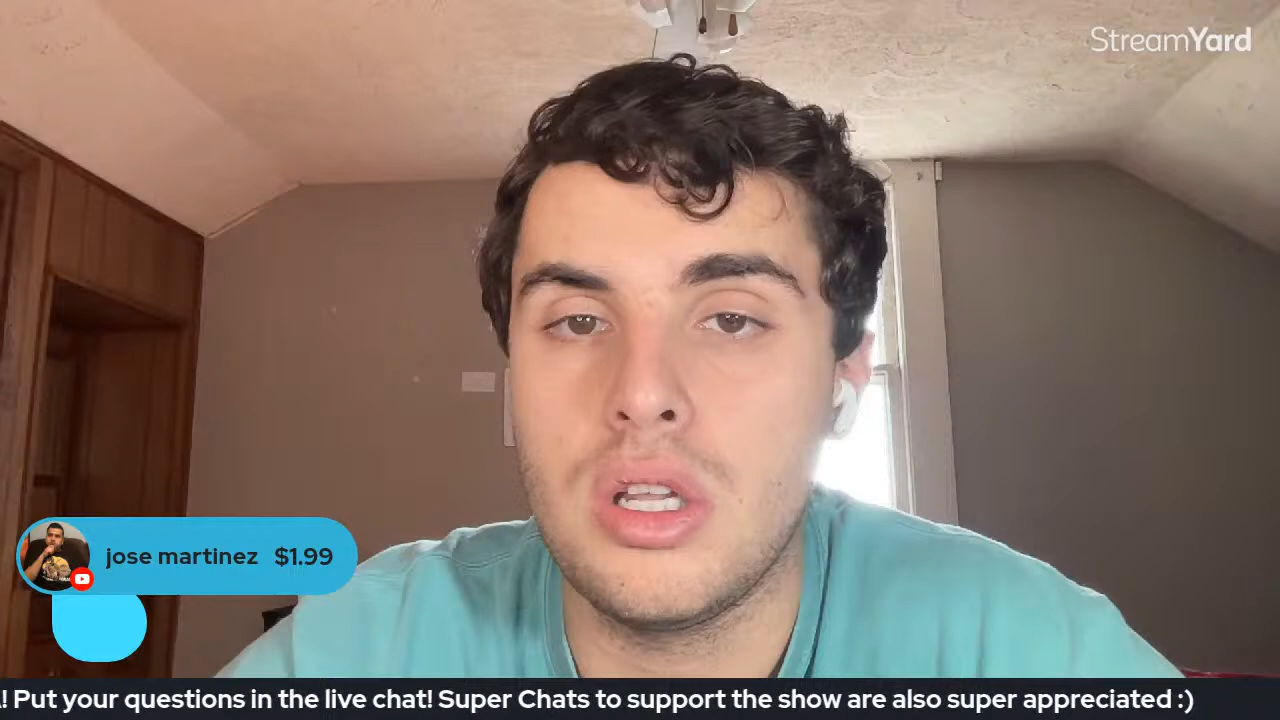 StreamYard
jose martinez $1.99
! Put your questions in the live chat! Super Chats to support the show are also super appreciated :)